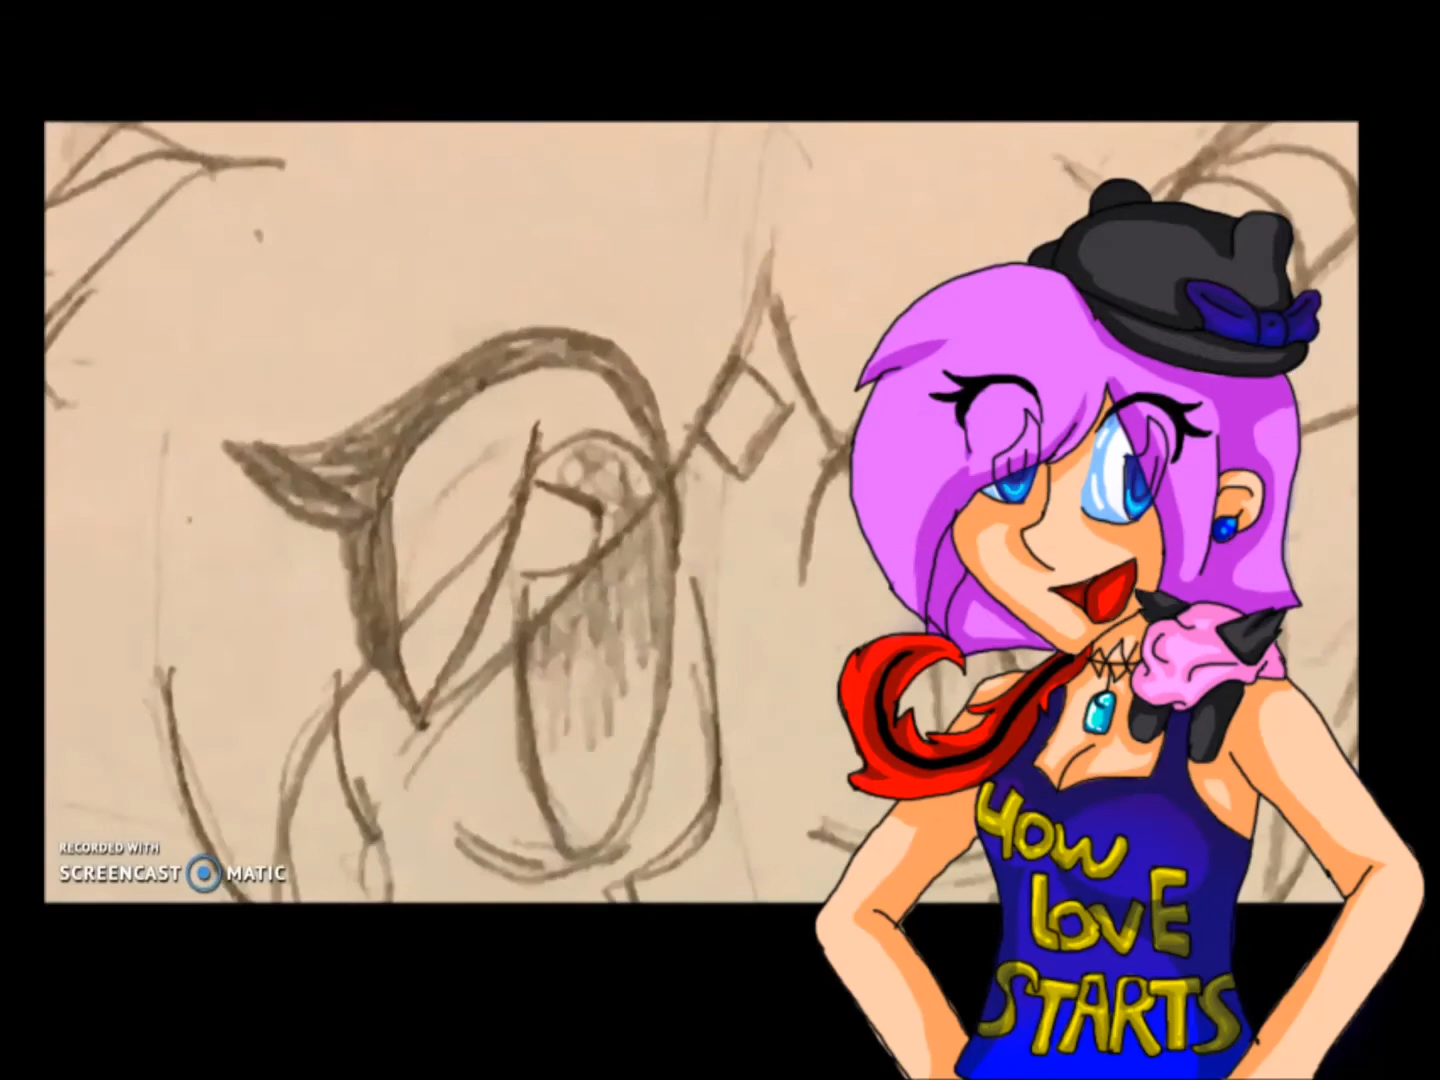 RECORDED WITH
SCREENCAST MATIC
HOW
LOVE
STARTS